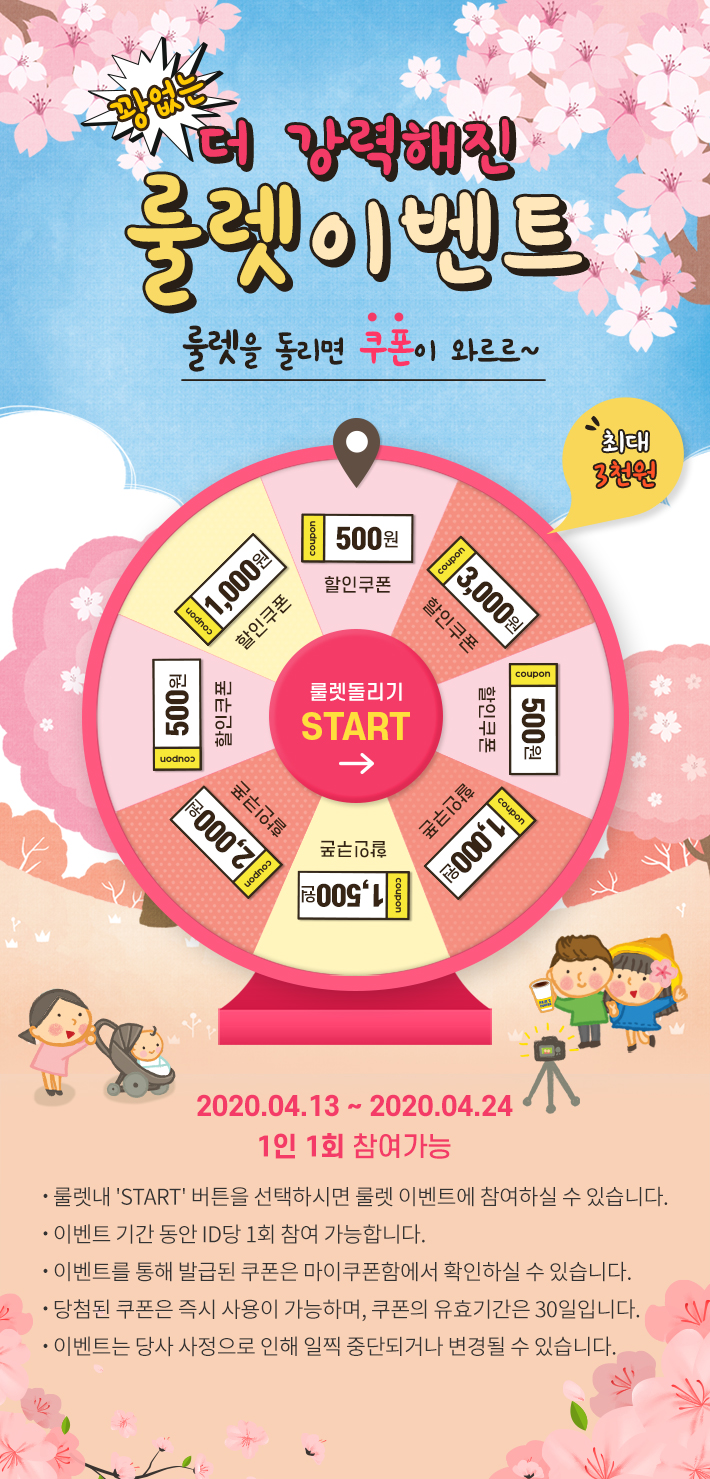 꽝없는
더 강력해진
룰렛이벤트
룰렛을 돌리면 쿠폰이 와르르~
최대
3천원
coupon 500원
할인쿠폰
coupon 3,000원
할인쿠폰
coupon 500원
할인쿠폰
coupon 1,000원
할인쿠폰
coupon 1,500원
할인쿠폰
coupon 2,000원
할인쿠폰
coupon 500원
할인쿠폰
coupon 1,000원
할인쿠폰
룰렛돌리기
START
2020.04.13 ~ 2020.04.24
1인 1회 참여가능
• 룰렛내 'START' 버튼을 선택하시면 룰렛 이벤트에 참여하실 수 있습니다.
• 이벤트 기간 동안 ID당 1회 참여 가능합니다.
• 이벤트를 통해 발급된 쿠폰은 마이쿠폰함에서 확인하실 수 있습니다.
• 당첨된 쿠폰은 즉시 사용이 가능하며, 쿠폰의 유효기간은 30일입니다.
• 이벤트는 당사 사정으로 인해 일찍 중단되거나 변경될 수 있습니다.